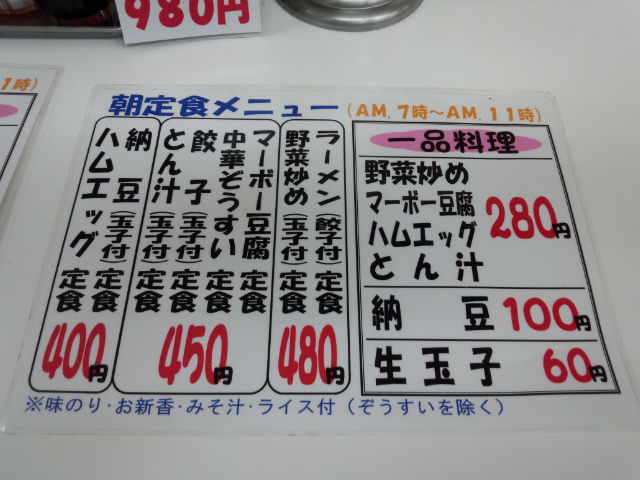 980円
1時)
朝定食メニュー (AM.7時～AM.11時)
ラーメン(餃子付)定食
野菜炒め(玉子付)定食
480円
マーボー豆腐定食
中華ぞうすい定食
餃子(玉子付)定食
とん汁(玉子付)定食
450円
納豆(玉子付)定食
ハムエッグ定食
400円
一品料理
野菜炒め
マーボー豆腐
ハムエッグ
とん汁
280円
納豆 100円
生玉子 60円
※味のり・お新香・みそ汁・ライス付(ぞうすいを除く)